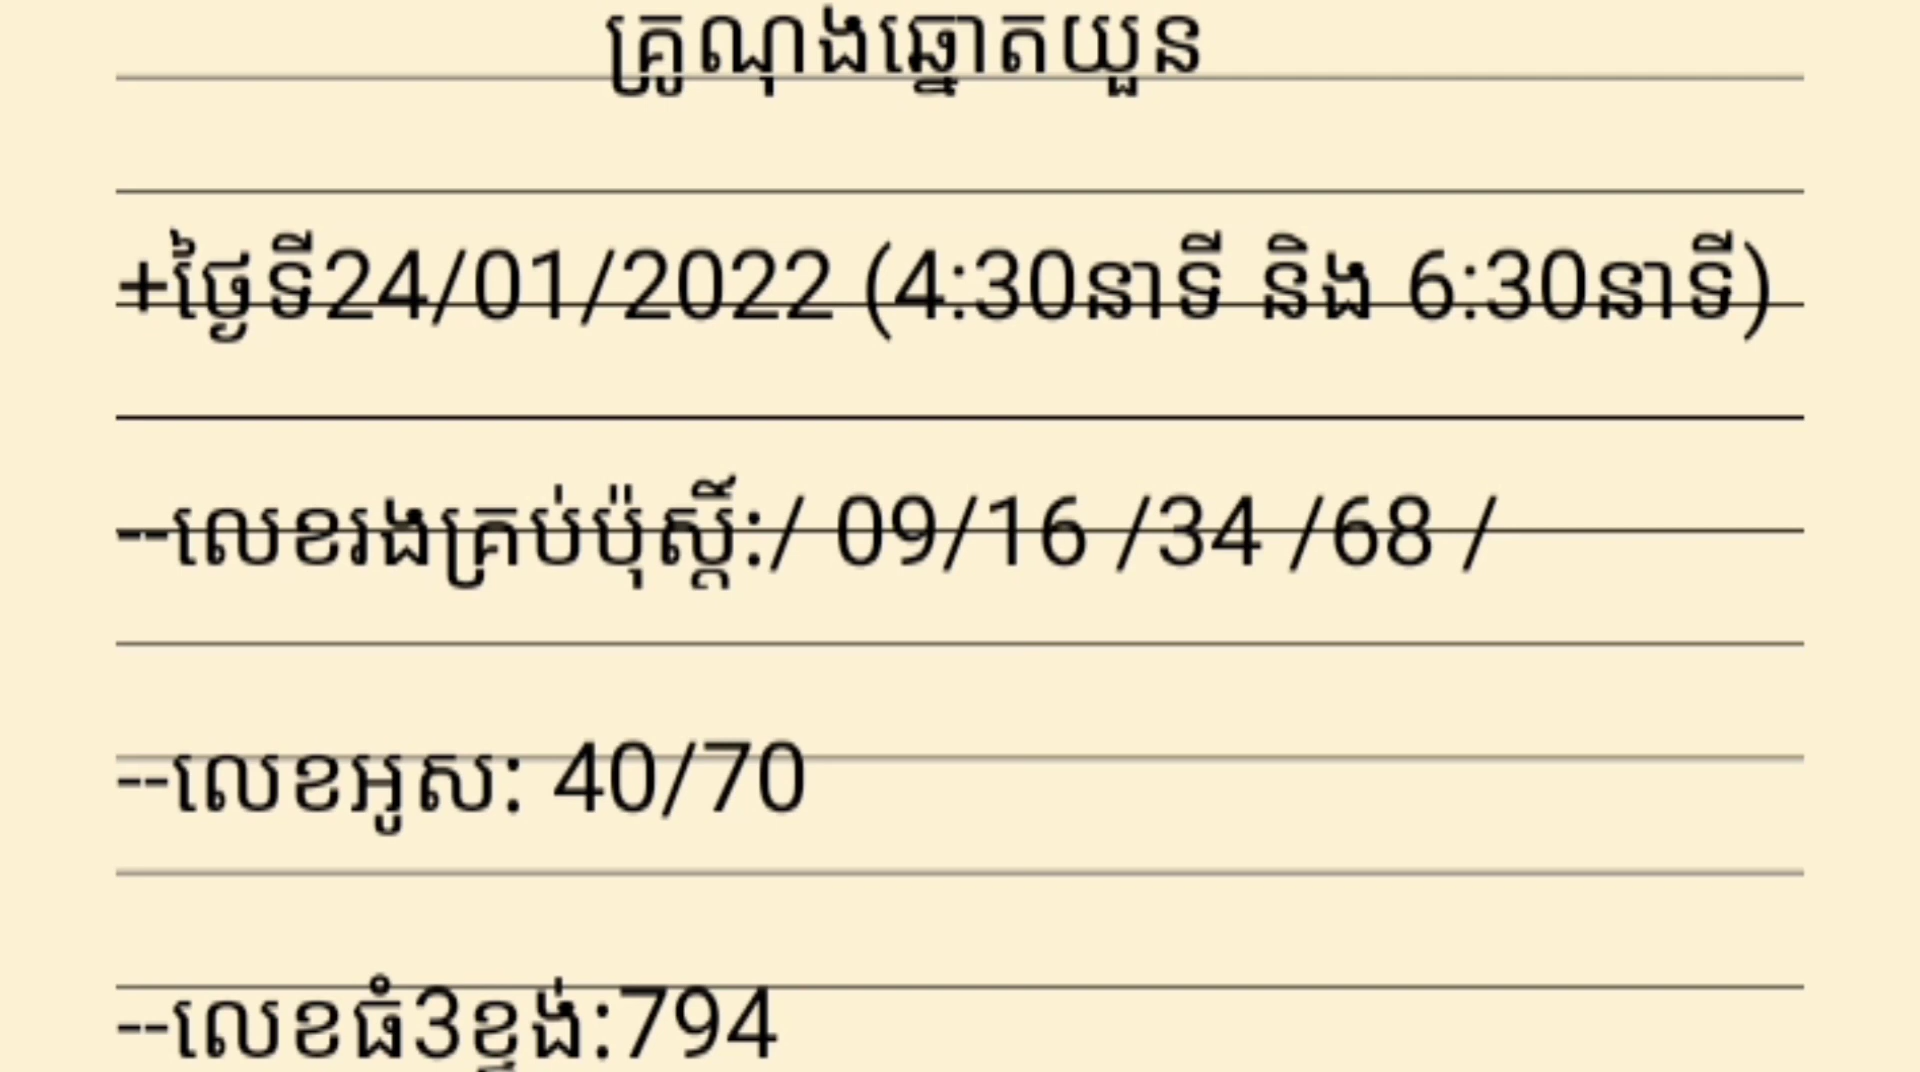 គ្រូណុងឆ្នោតយួន
+ថ្ងៃទី24/01/2022 (4:30នាទី និង 6:30នាទី)
--លេខរងគ្រប់ប៉ុស្តិ៍:/ 09/16 /34 /68 /
--លេខអូស: 40/70
--លេខធំ3ខ្ទង់:794